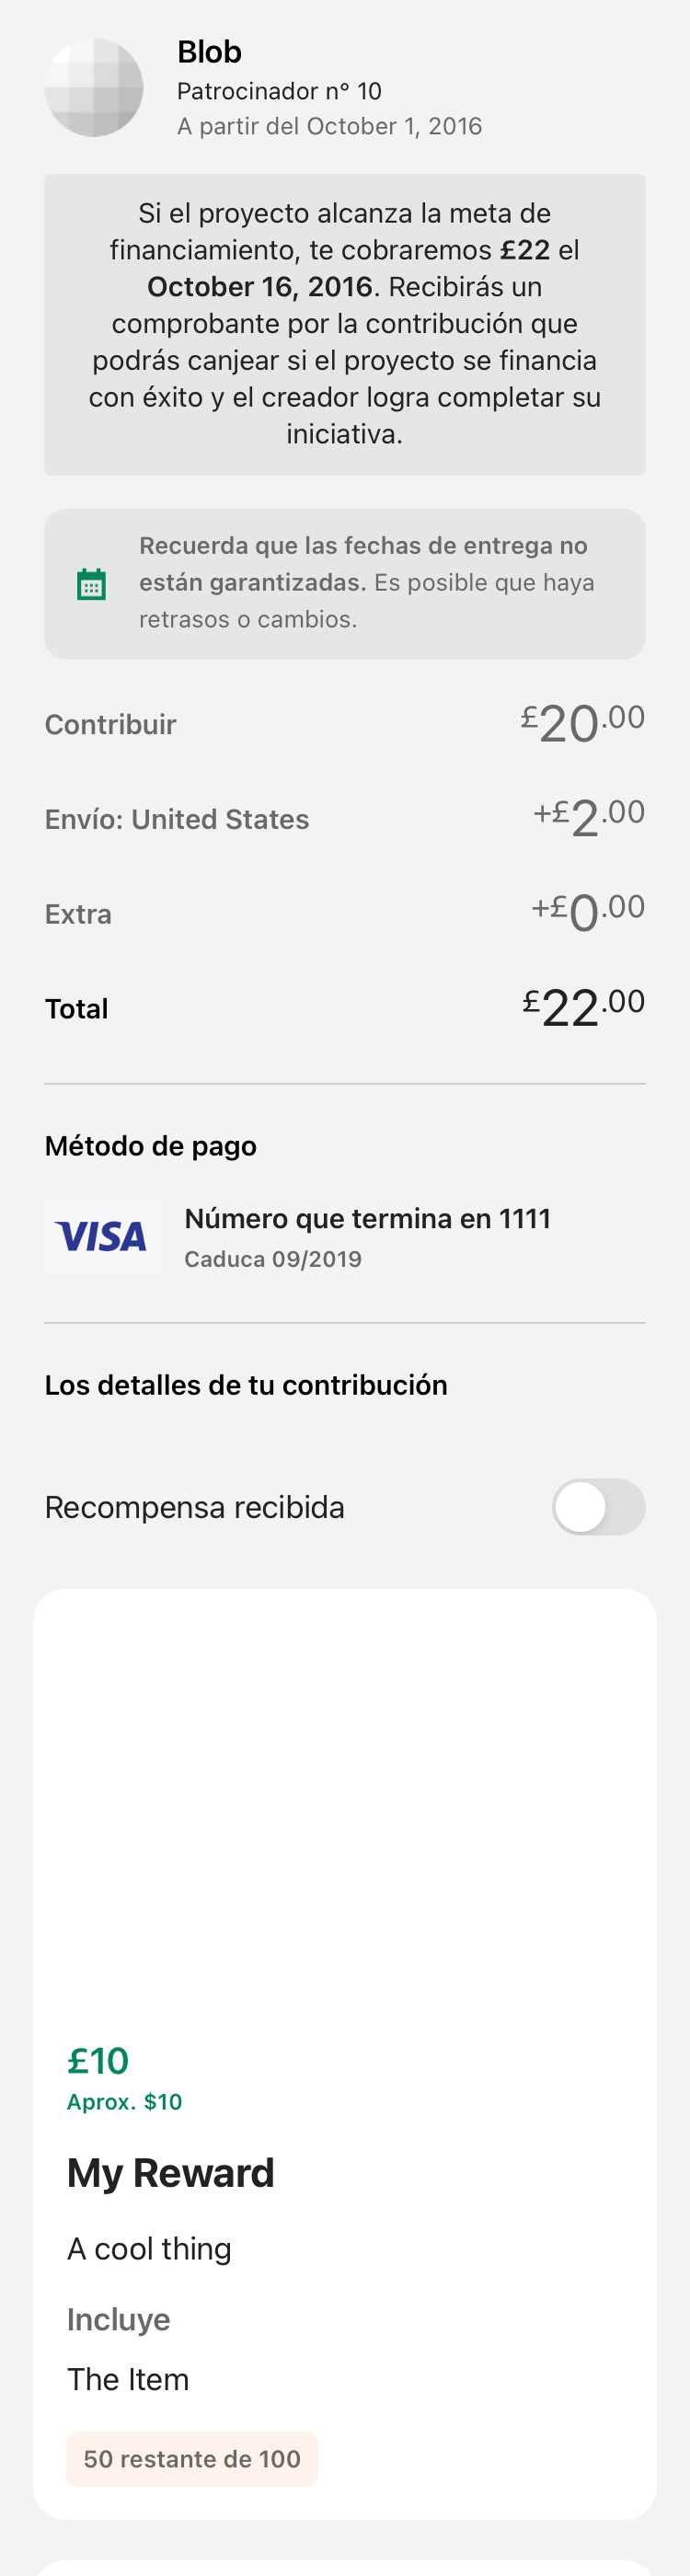 Blob
Patrocinador n° 10
A partir del October 1, 2016
Si el proyecto alcanza la meta de
financiamiento, te cobraremos £22 el
October 16, 2016. Recibirás un
comprobante por la contribución que
podrás canjear si el proyecto se financia
con éxito y el creador logra completar su
iniciativa.
Recuerda que las fechas de entrega no
están garantizadas. Es posible que haya
retrasos o cambios.
Contribuir £20.00
Envío: United States +£2.00
Extra +£0.00
Total £22.00
Método de pago
VISA
Número que termina en 1111
Caduca 09/2019
Los detalles de tu contribución
Recompensa recibida
£10
Aprox. $10
My Reward
A cool thing
Incluye
The Item
50 restante de 100